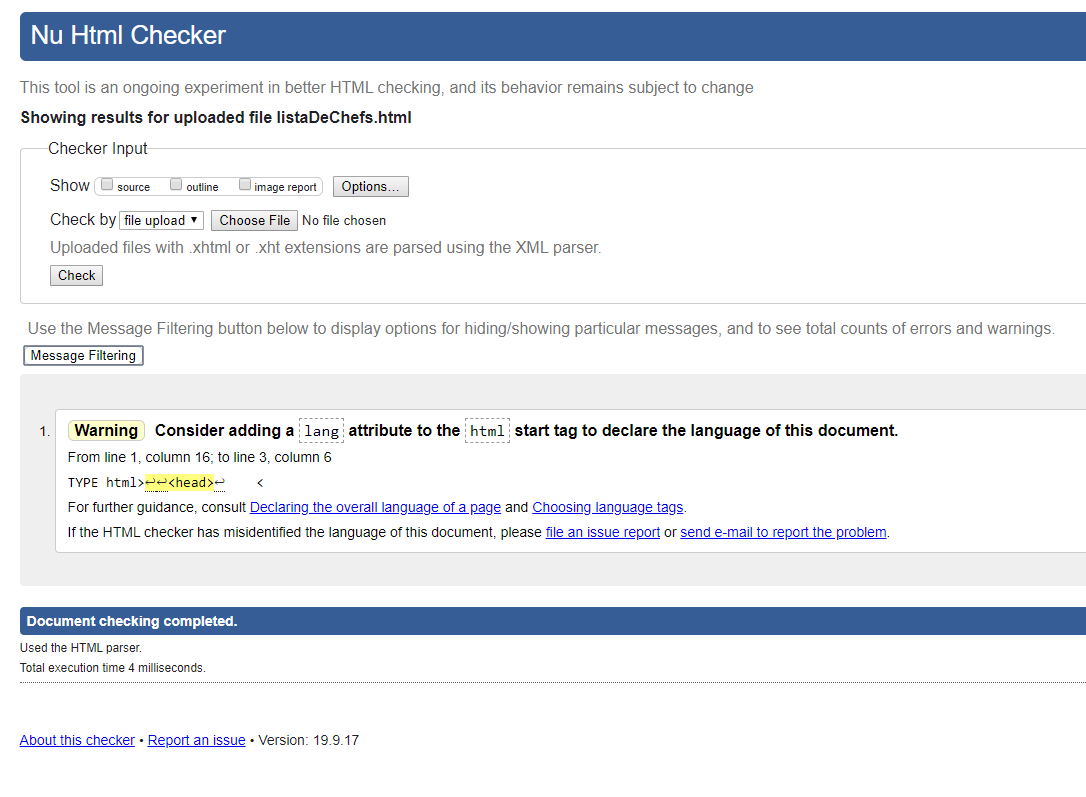 Nu Html Checker
This tool is an ongoing experiment in better HTML checking, and its behavior remains subject to change
Showing results for uploaded file listaDeChefs.html
Checker Input
Show source outline image report Options...
Check by file upload ▼ Choose File No file chosen
Uploaded files with .xhtml or .xht extensions are parsed using the XML parser.
Check
Use the Message Filtering button below to display options for hiding/showing particular messages, and to see total counts of errors and warnings.
Message Filtering
1. Warning Consider adding a lang attribute to the html start tag to declare the language of this document.
From line 1, column 16; to line 3, column 6
TYPE html>↩↩<head>↩ <
For further guidance, consult Declaring the overall language of a page and Choosing language tags.
If the HTML checker has misidentified the language of this document, please file an issue report or send e-mail to report the problem.
Document checking completed.
Used the HTML parser.
Total execution time 4 milliseconds.
About this checker • Report an issue • Version: 19.9.17